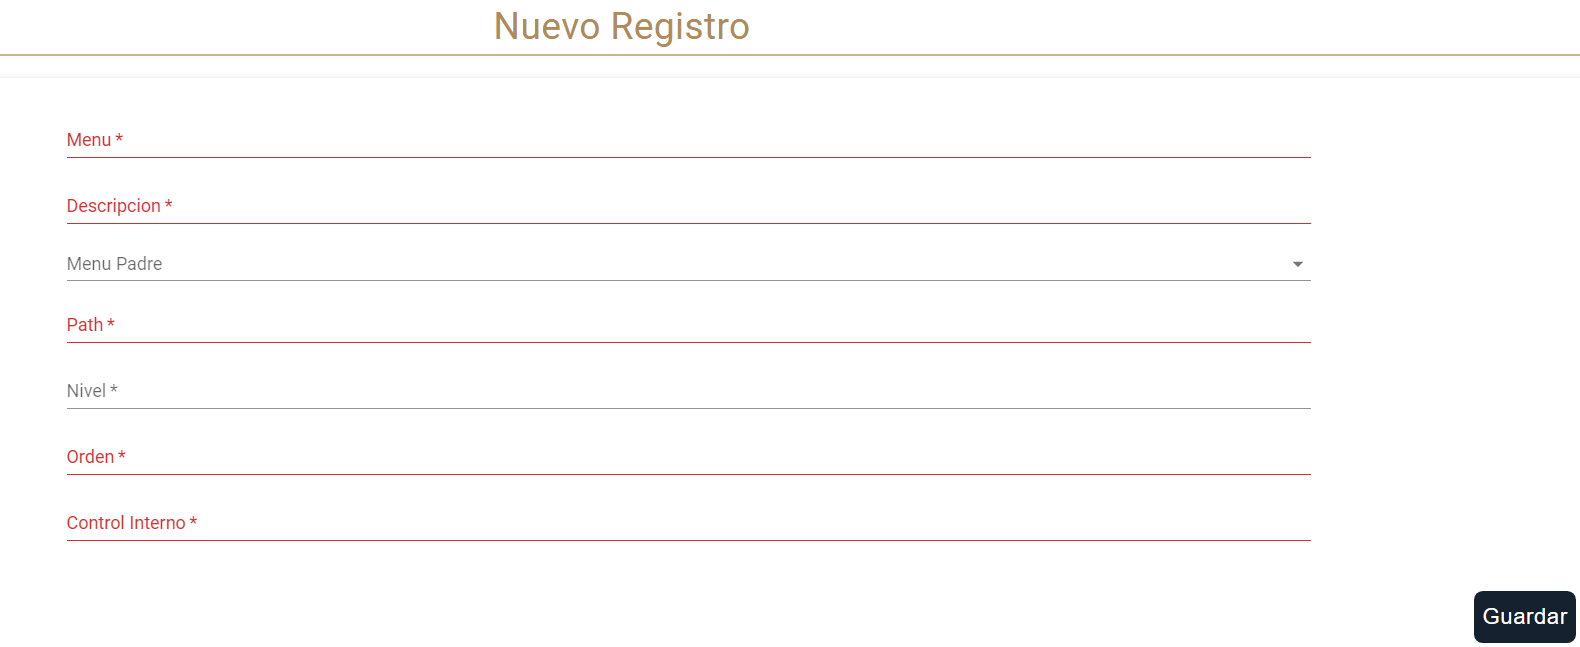 Nuevo Registro
Menu *
Descripcion *
Menu Padre
Path *
Nivel *
Orden *
Control Interno *
Guardar